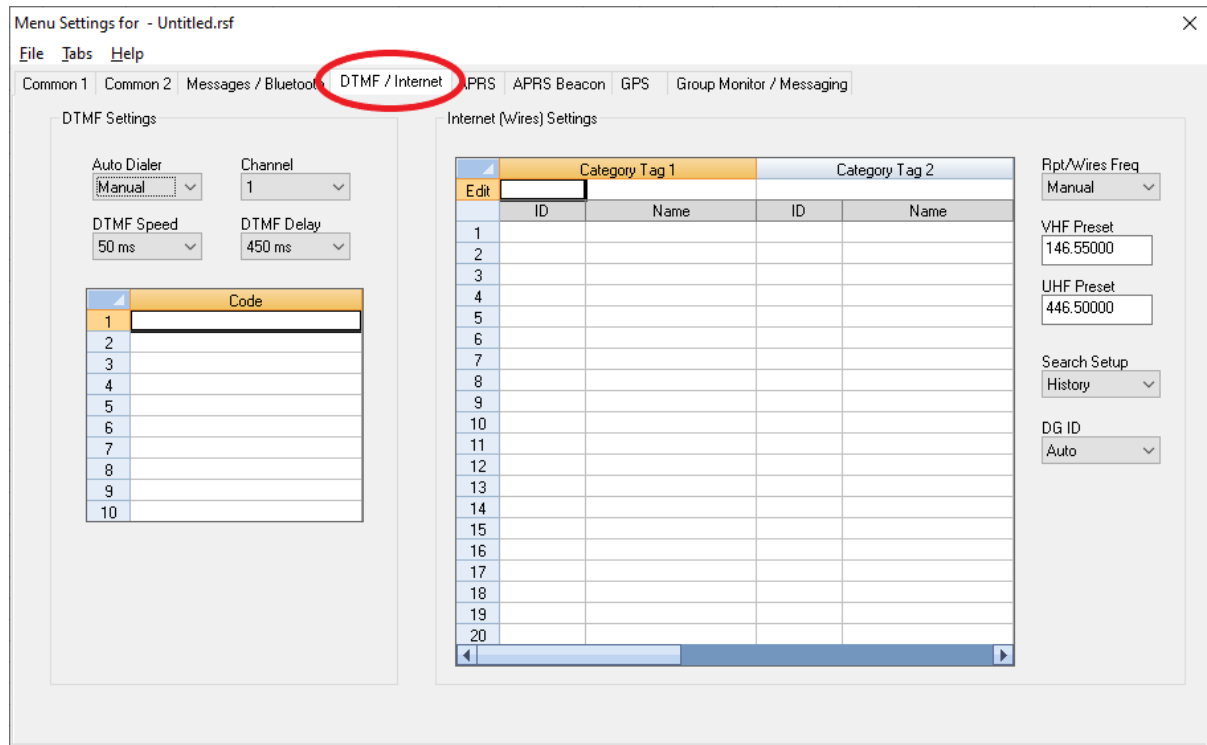 Menu Settings for - Untitled.rsf
File Tabs Help
Common 1 Common 2 Messages / Bluetoot DTMF / Internet APRS APRS Beacon GPS Group Monitor / Messaging
DTMF Settings
Auto Dialer Channel
Manual 1
DTMF Speed DTMF Delay
50 ms 450 ms
Code
1
2
3
4
5
6
7
8
9
10
Internet (Wires) Settings
Category Tag 1 Category Tag 2
Edit
ID Name ID Name
1
2
3
4
5
6
7
8
9
10
11
12
13
14
15
16
17
18
19
20
Rpt/Wires Freq
Manual
VHF Preset
146.55000
UHF Preset
446.50000
Search Setup
History
DG ID
Auto